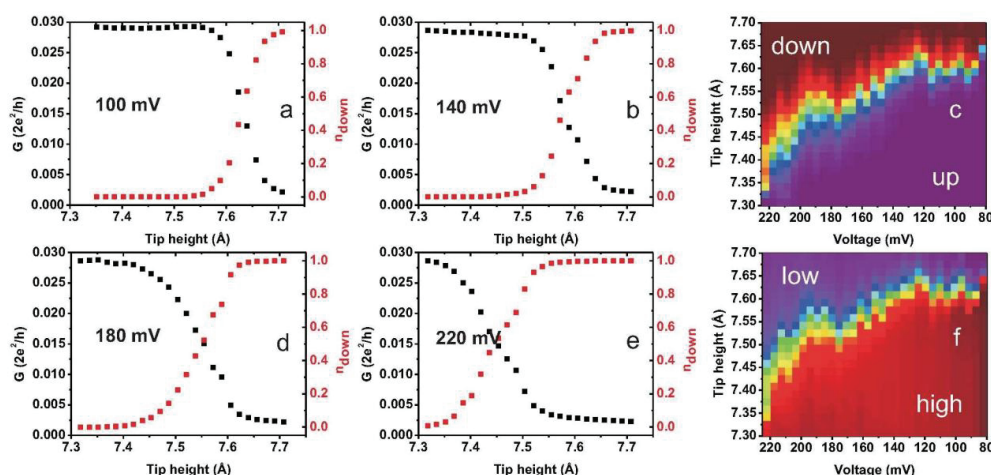 0.030
0.025
0.020
0.015
0.010
0.005
0.000
G (2e²/h)
100 mV
a
1.0
0.8
0.6
0.4
0.2
0.0
n_down
7.3 7.4 7.5 7.6 7.7
Tip height (Å)
0.030
0.025
0.020
0.015
0.010
0.005
0.000
G (2e²/h)
140 mV
b
1.0
0.8
0.6
0.4
0.2
0.0
n_down
7.3 7.4 7.5 7.6 7.7
Tip height (Å)
7.70
7.65
7.60
7.55
7.50
7.45
7.40
7.35
7.30
Tip height (Å)
down
c
up
220 200 180 160 140 120 100 80
Voltage (mV)
0.030
0.025
0.020
0.015
0.010
0.005
0.000
G (2e²/h)
180 mV
d
1.0
0.8
0.6
0.4
0.2
0.0
n_down
7.3 7.4 7.5 7.6 7.7
Tip height (Å)
0.030
0.025
0.020
0.015
0.010
0.005
0.000
G (2e²/h)
220 mV
e
1.0
0.8
0.6
0.4
0.2
0.0
n_down
7.3 7.4 7.5 7.6 7.7
Tip height (Å)
7.70
7.65
7.60
7.55
7.50
7.45
7.40
7.35
7.30
Tip height (Å)
low
f
high
220 200 180 160 140 120 100 80
Voltage (mV)